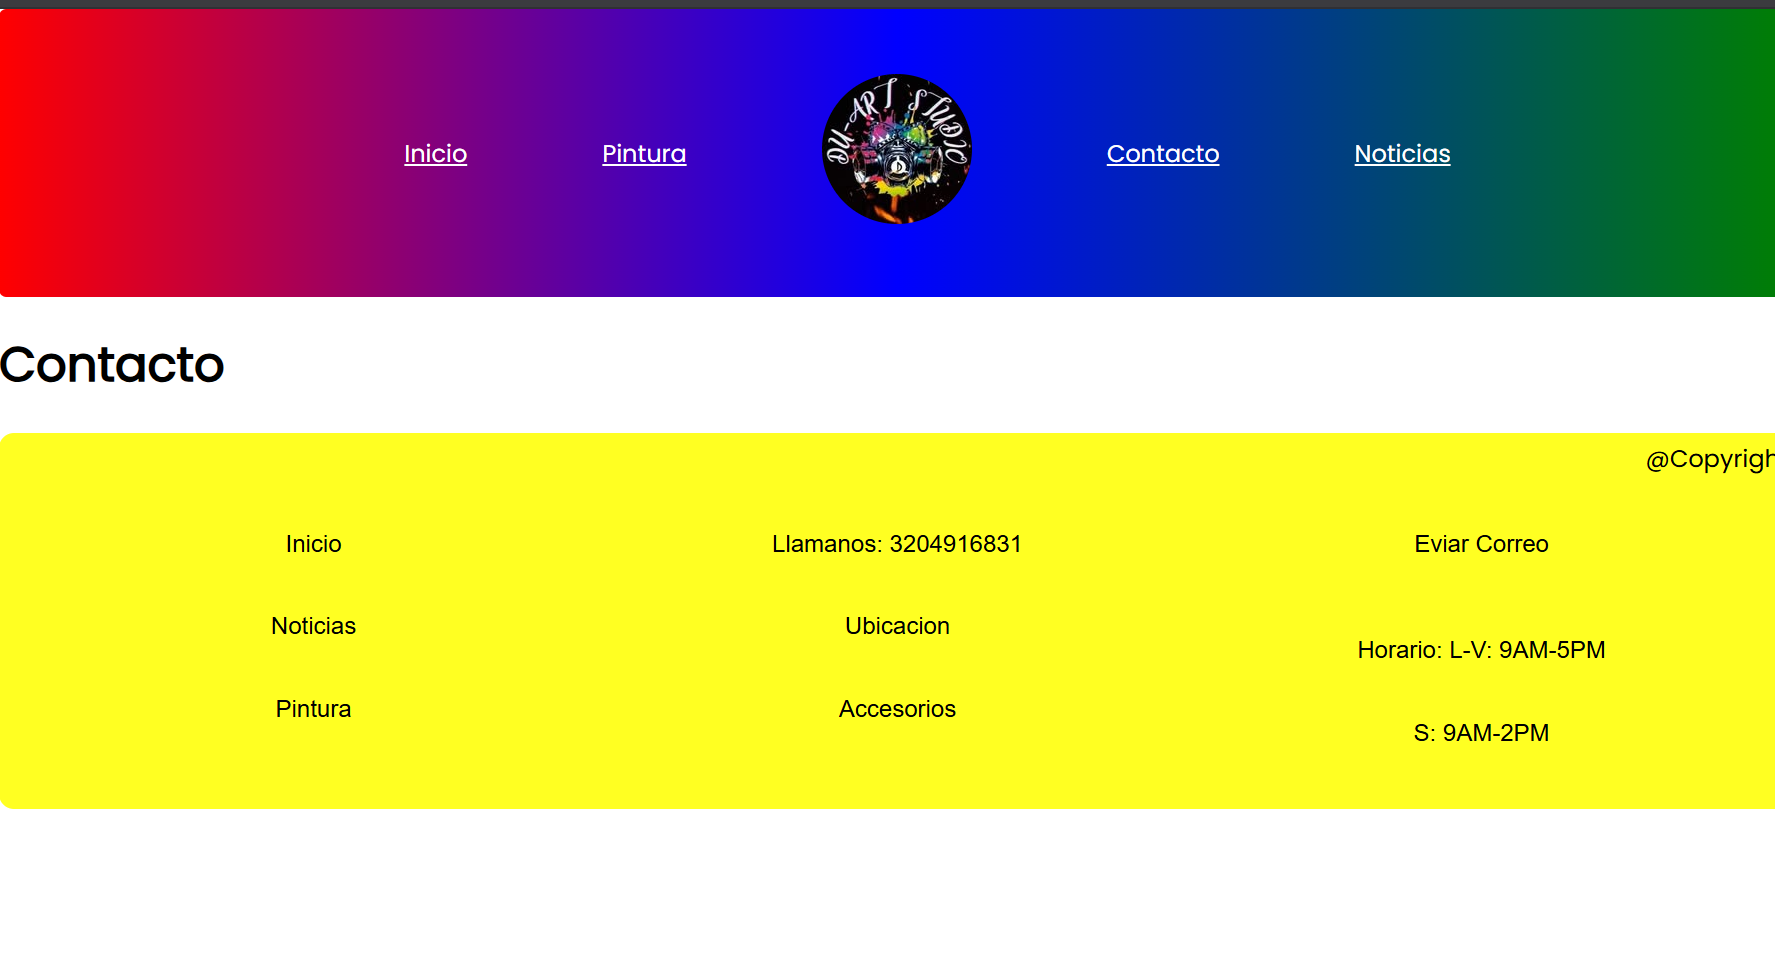 Inicio Pintura DU-ART STUDIO Contacto Noticias
Contacto
@Copyrigh
Inicio Llamanos: 3204916831 Eviar Correo
Noticias Ubicacion
Horario: L-V: 9AM-5PM
Pintura Accesorios
S: 9AM-2PM